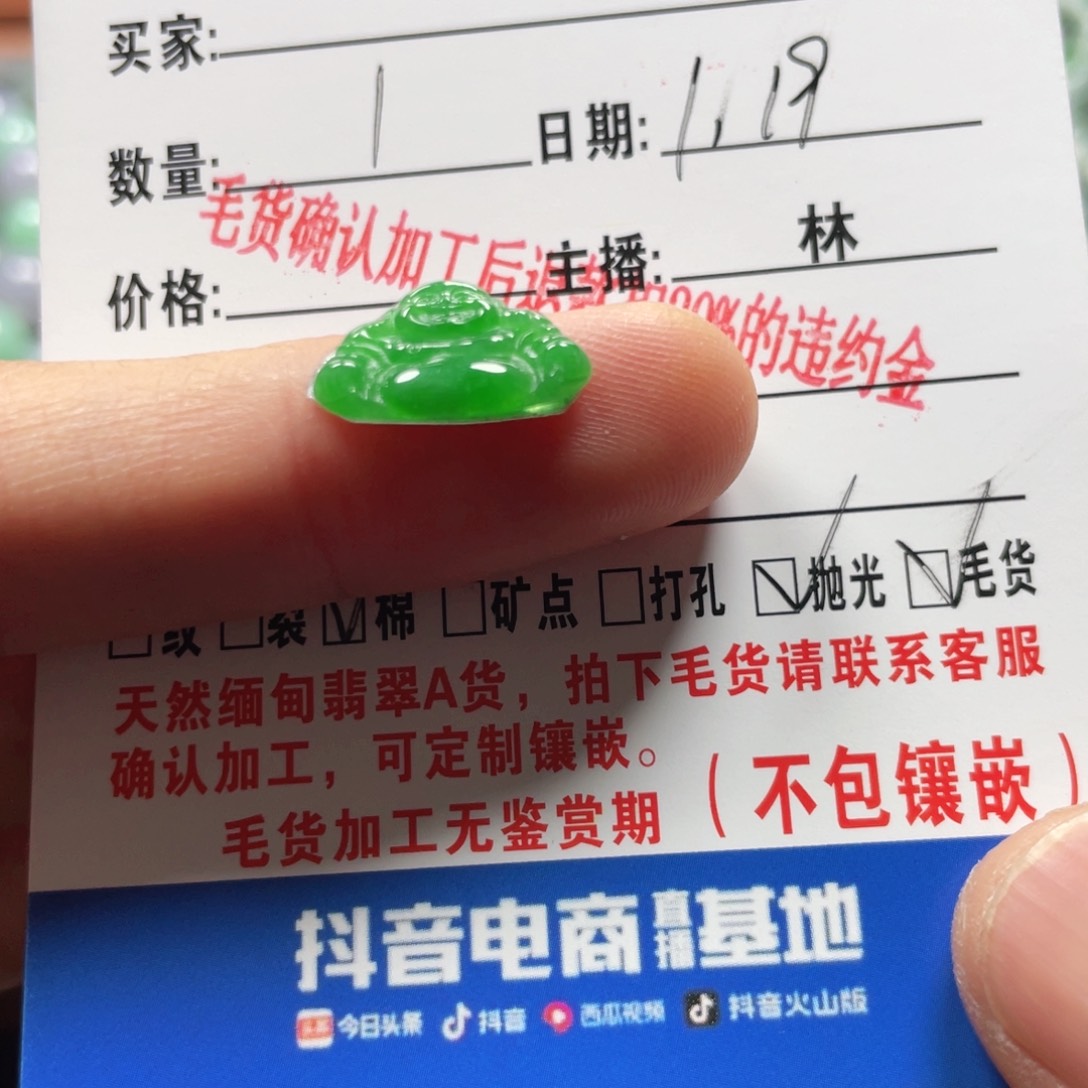 买家:
数量: 1 日期: 1.19
毛货确认加工后退
主播: 林
价格:
0%的违约金
纹 裂 棉 矿点 打孔 抛光 毛货
天然缅甸翡翠A货，拍下毛货请联系客服
确认加工，可定制镶嵌。
毛货加工无鉴赏期 (不包镶嵌)
抖音电商直播基地
头条 今日头条 抖音 西瓜视频 抖音火山版